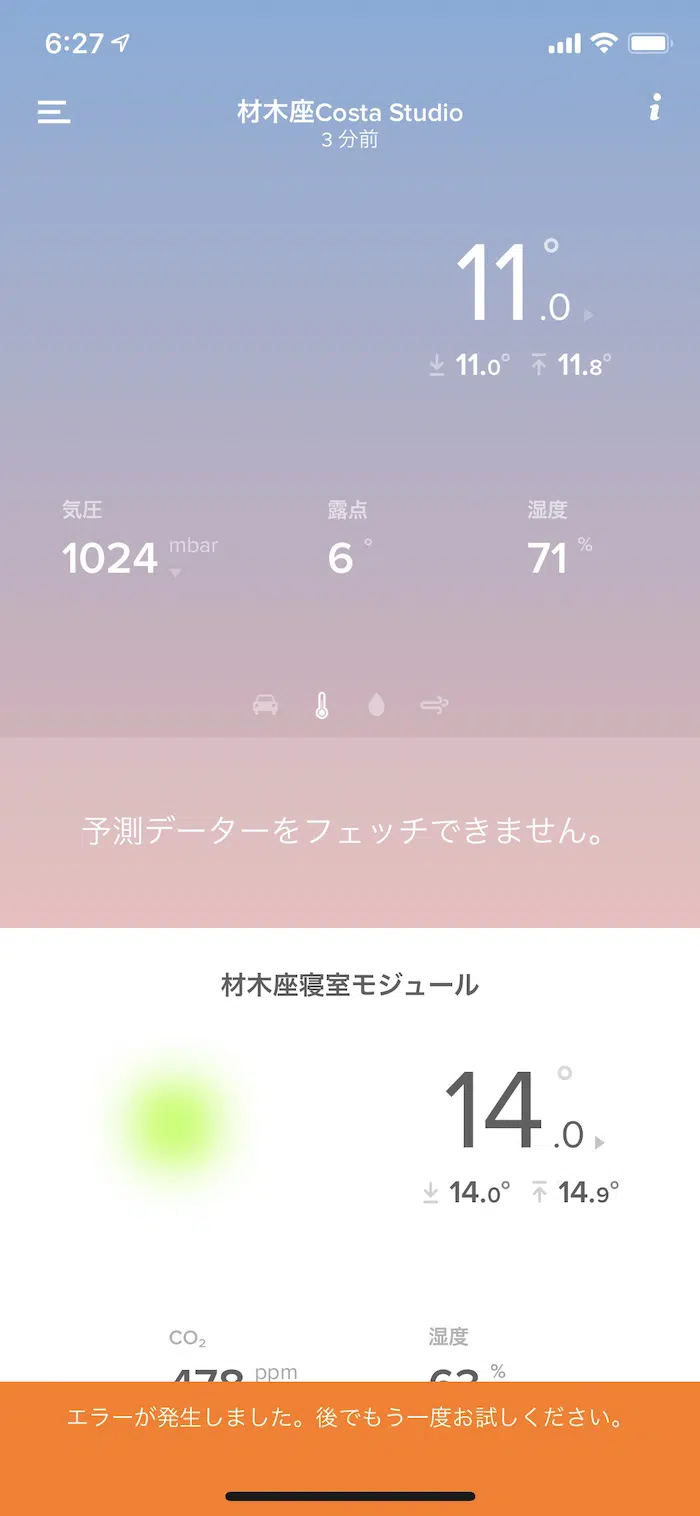 6:27
材木座Costa Studio
3 分前
11.0°
11.0° 11.8°
気圧 露点 湿度
1024 mbar 6° 71 %
予測データーをフェッチできません。
材木座寝室モジュール
14.0°
14.0° 14.9°
CO₂ 湿度
478 ppm 63 %
エラーが発生しました。後でもう一度お試しください。